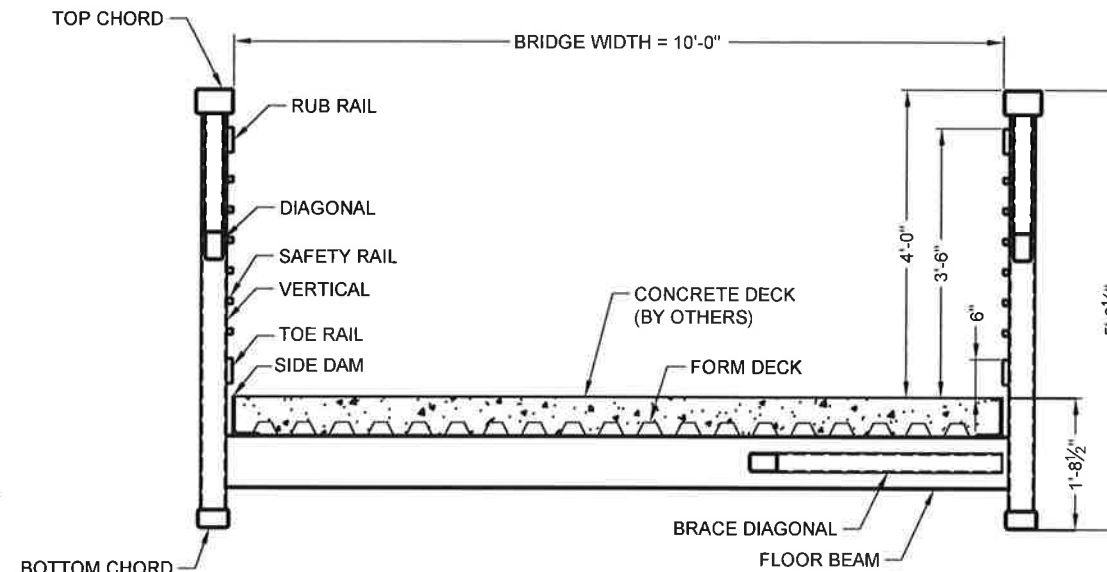 TOP CHORD
BRIDGE WIDTH = 10'-0"
RUB RAIL
DIAGONAL
SAFETY RAIL
VERTICAL
TOE RAIL
SIDE DAM
CONCRETE DECK
(BY OTHERS)
FORM DECK
4'-0"
3'-6"
6"
1'-8½"
BRACE DIAGONAL
FLOOR BEAM
BOTTOM CHORD